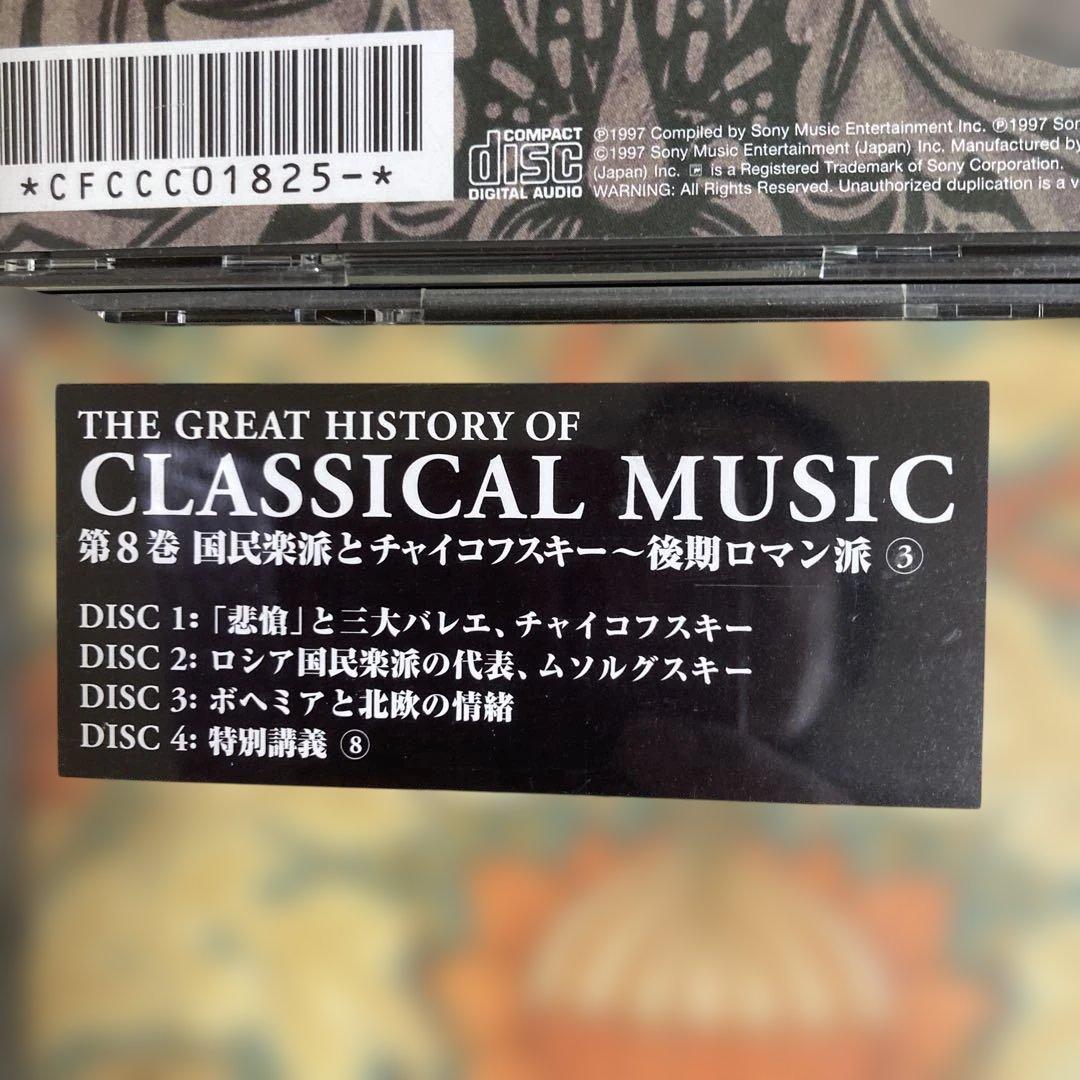 *CFCCC01825-*
COMPACT
disc
DIGITAL AUDIO
℗1997 Compiled by Sony Music Entertainment Inc. ℗1997
©1997 Sony Music Entertainment (Japan) Inc. Manufactured by
(Japan) Inc. is a Registered Trademark of Sony Corporation.
WARNING: All Rights Reserved. Unauthorized duplication is a
THE GREAT HISTORY OF
CLASSICAL MUSIC
第8巻 国民楽派とチャイコフスキー〜後期ロマン派 ③
DISC 1:「悲愴」と三大バレエ、チャイコフスキー
DISC 2: ロシア国民楽派の代表、ムソルグスキー
DISC 3: ボヘミアと北欧の情緒
DISC 4: 特別講義 ⑧